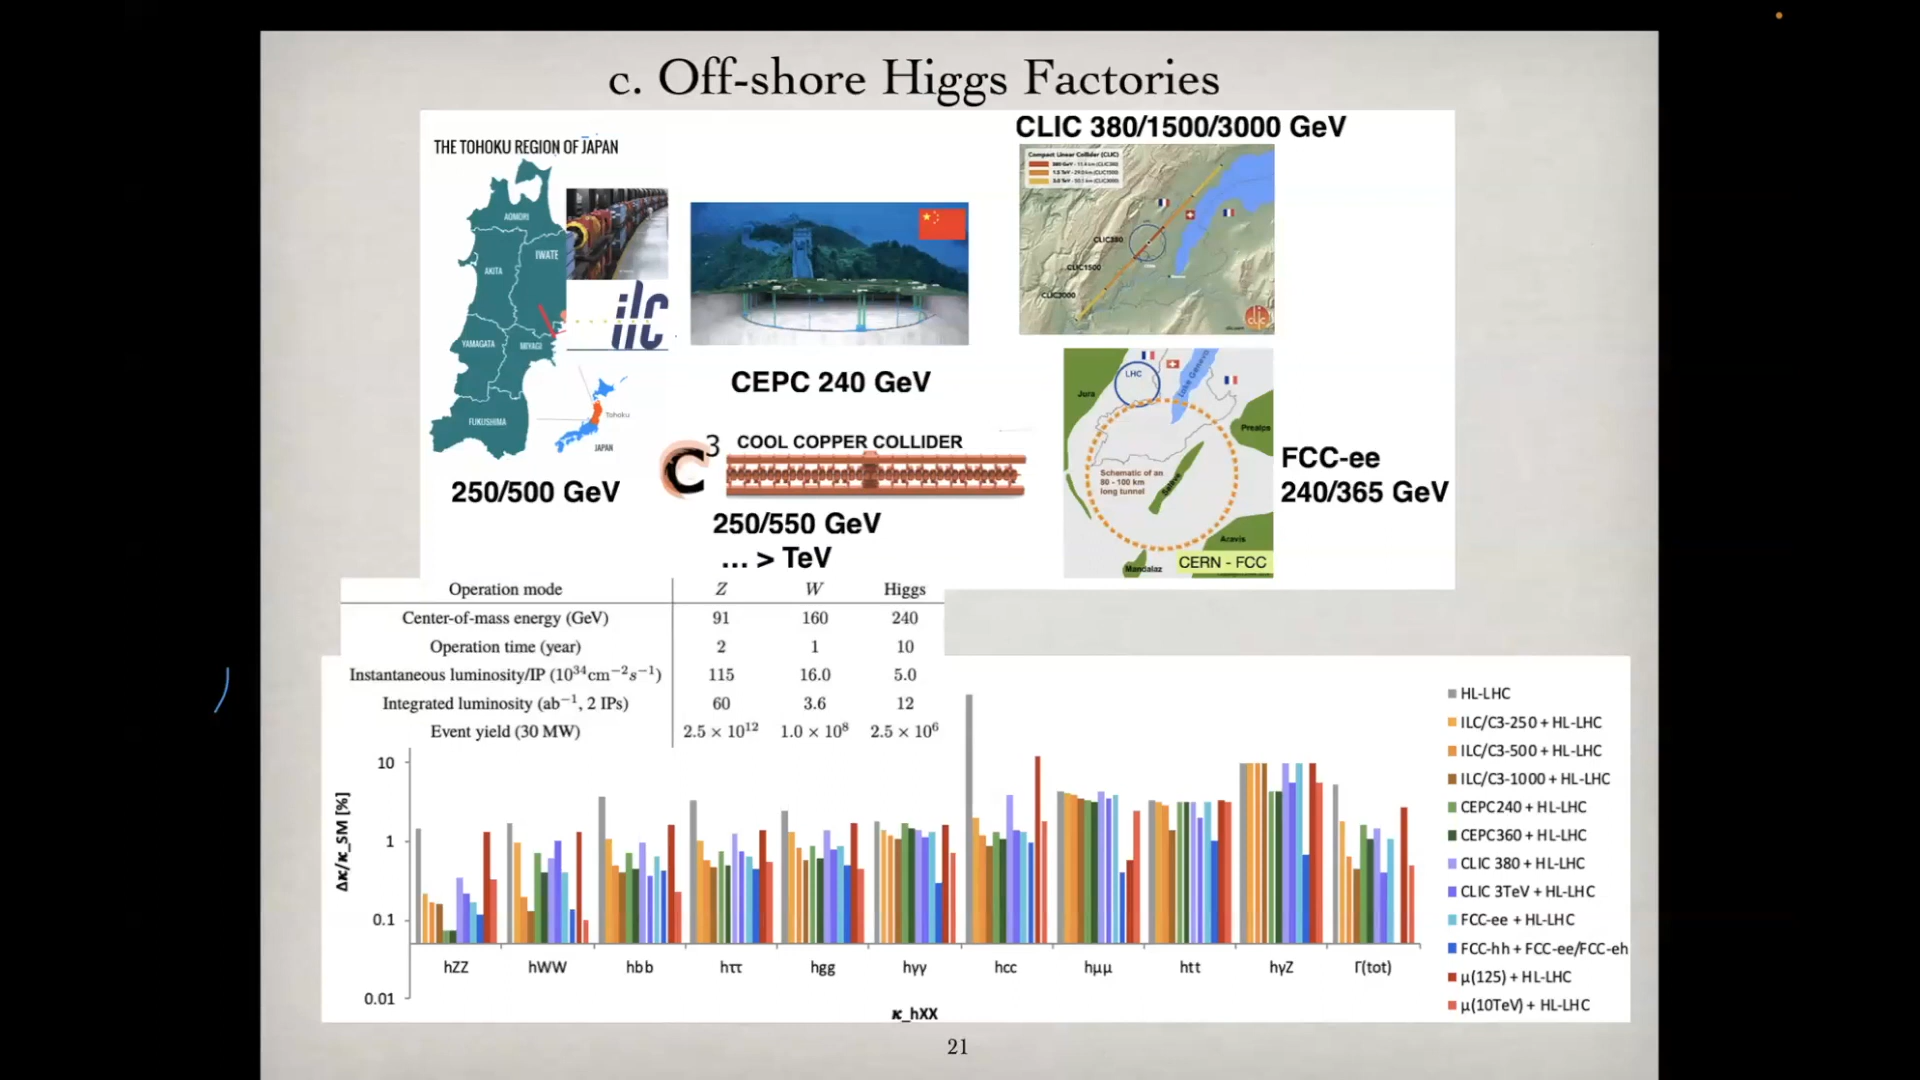 c. Off-shore Higgs Factories
THE TOHOKU REGION OF JAPAN
AOMORI
IWATE
AKITA
YAMAGATA
MIYAGI
FUKUSHIMA
ilc
Tohoku
JAPAN
250/500 GeV
CEPC 240 GeV
C3 COOL COPPER COLLIDER
250/550 GeV
... > TeV
CLIC 380/1500/3000 GeV
Compact Linear Collider (CLIC)
CLIC380
CLIC1500
CLIC3000
clic
LHC
Jura
Lake Geneva
Prealps
Schematic of an
80 - 100 km
long tunnel
Salève
Aravis
Mandalaz
CERN - FCC
FCC-ee
240/365 GeV
Operation mode Z W Higgs
Center-of-mass energy (GeV) 91 160 240
Operation time (year) 2 1 10
Instantaneous luminosity/IP (10³⁴cm⁻²s⁻¹) 115 16.0 5.0
Integrated luminosity (ab⁻¹, 2 IPs) 60 3.6 12
Event yield (30 MW) 2.5 × 10¹² 1.0 × 10⁸ 2.5 × 10⁶
Δκ/κ_SM [%]
10
1
0.1
0.01
hZZ hWW hbb hττ hgg hγγ hcc hμμ htt hγZ Γ(tot)
κ_hXX
HL-LHC
ILC/C3-250 + HL-LHC
ILC/C3-500 + HL-LHC
ILC/C3-1000 + HL-LHC
CEPC240 + HL-LHC
CEPC360 + HL-LHC
CLIC 380 + HL-LHC
CLIC 3TeV + HL-LHC
FCC-ee + HL-LHC
FCC-hh + FCC-ee/FCC-eh
μ(125) + HL-LHC
μ(10TeV) + HL-LHC
21